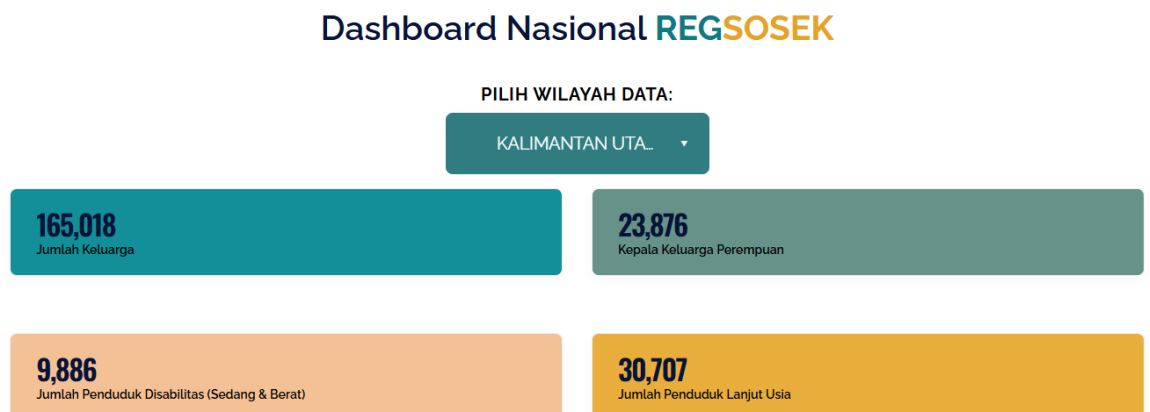 Dashboard Nasional REGSOSEK
PILIH WILAYAH DATA:
KALIMANTAN UTA...
165,018
Jumlah Keluarga
23,876
Kepala Keluarga Perempuan
9,886
Jumlah Penduduk Disabilitas (Sedang & Berat)
30,707
Jumlah Penduduk Lanjut Usia